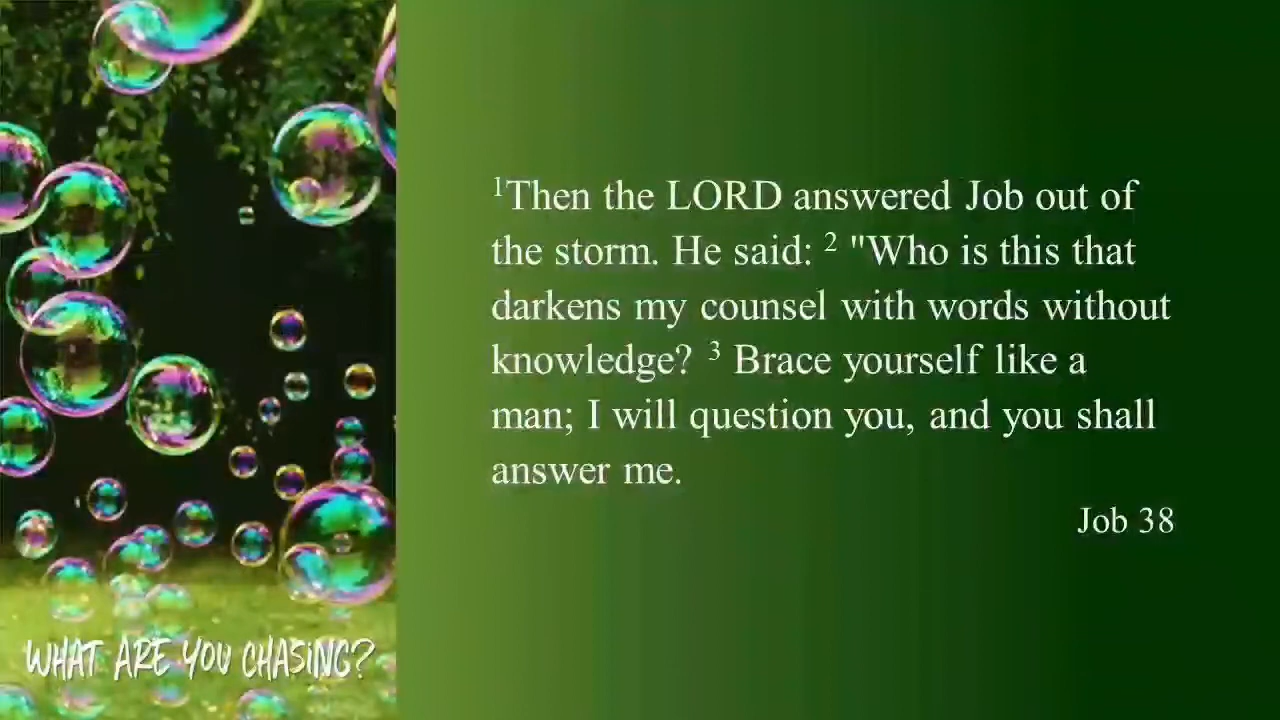 ¹Then the LORD answered Job out of
the storm. He said: ² "Who is this that
darkens my counsel with words without
knowledge? ³ Brace yourself like a
man; I will question you, and you shall
answer me.
Job 38
WHAT ARE YOU CHASING?